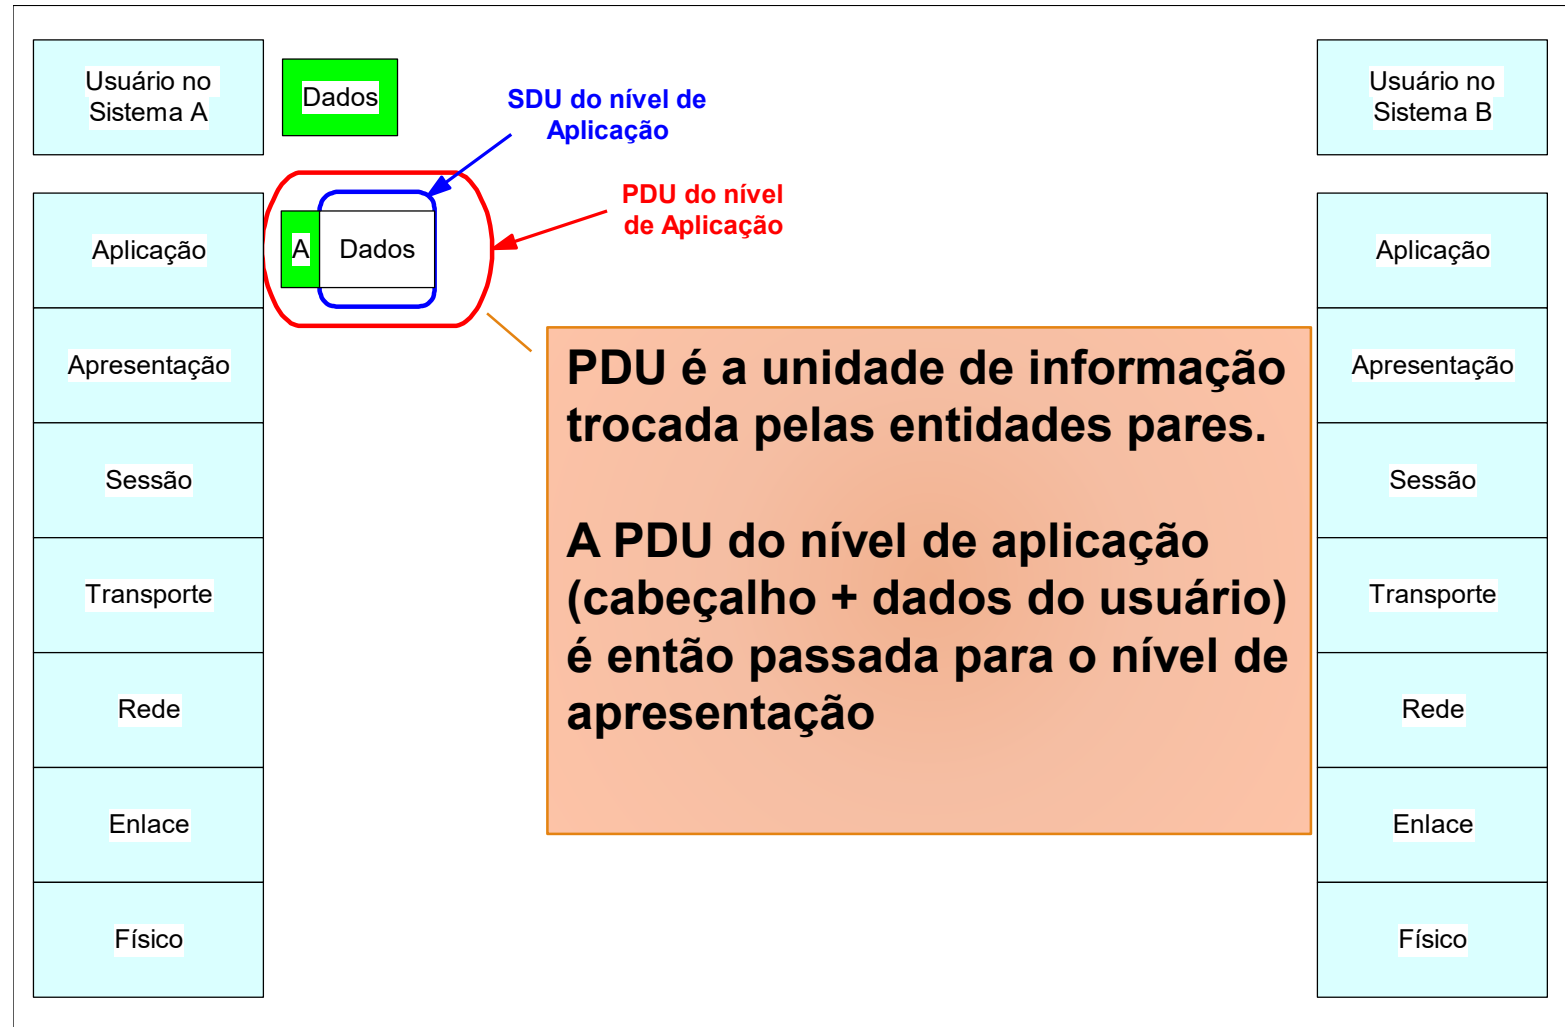 Usuário no
Sistema A
Dados
SDU do nível de
Aplicação
PDU do nível
de Aplicação
Usuário no
Sistema B
Aplicação
A
Dados
Aplicação
Apresentação
PDU é a unidade de informação
trocada pelas entidades pares.
A PDU do nível de aplicação
(cabeçalho + dados do usuário)
é então passada para o nível de
apresentação
Apresentação
Sessão
Sessão
Transporte
Transporte
Rede
Rede
Enlace
Enlace
Físico
Físico